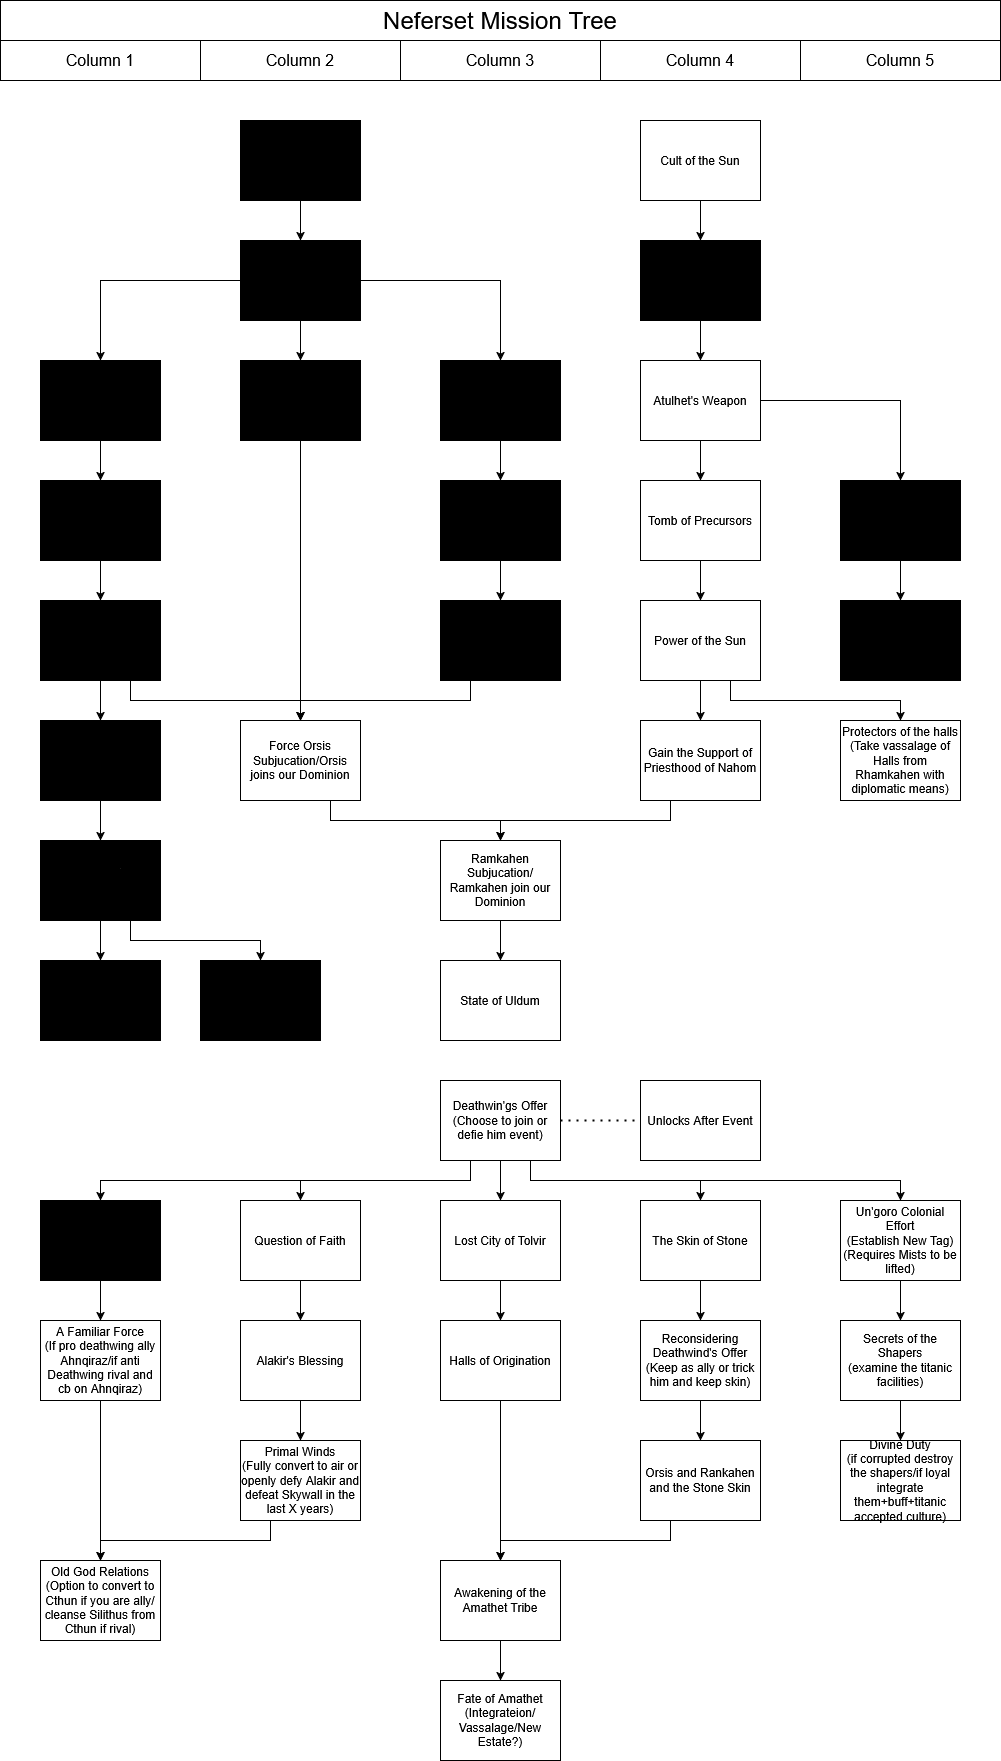 Neferset Mission Tree
Column 1
Column 2
Column 3
Column 4
Column 5
Cult of the Sun
Atulhet's Weapon
Tomb of Precursors
Power of the Sun
Force Orsis
Subjucation/Orsis
joins our Dominion
Gain the Support of
Priesthood of Nahom
Protectors of the halls
(Take vassalage of
Halls from
Rhamkahen with
diplomatic means)
Ramkahen
Subjucation/
Ramkahen join our
Dominion
State of Uldum
Deathwin'gs Offer
(Choose to join or
defie him event)
Unlocks After Event
Question of Faith
Lost City of Tolvir
The Skin of Stone
Un'goro Colonial
Effort
(Establish New Tag)
(Requires Mists to be
lifted)
A Familiar Force
(If pro deathwing ally
Ahnqiraz/if anti
Deathwing rival and
cb on Ahnqiraz)
Alakir's Blessing
Halls of Origination
Reconsidering
Deathwind's Offer
(Keep as ally or trick
him and keep skin)
Secrets of the
Shapers
(examine the titanic
facilities)
Primal Winds
(Fully convert to air or
openly defy Alakir and
defeat Skywall in the
last X years)
Orsis and Rankahen
and the Stone Skin
Divine Duty
(if corrupted destroy
the shapers/if loyal
integrate
them+buff+titanic
accepted culture)
Old God Relations
(Option to convert to
Cthun if you are ally/
cleanse Silithus from
Cthun if rival)
Awakening of the
Amathet Tribe
Fate of Amathet
(Integrateion/
Vassalage/New
Estate?)